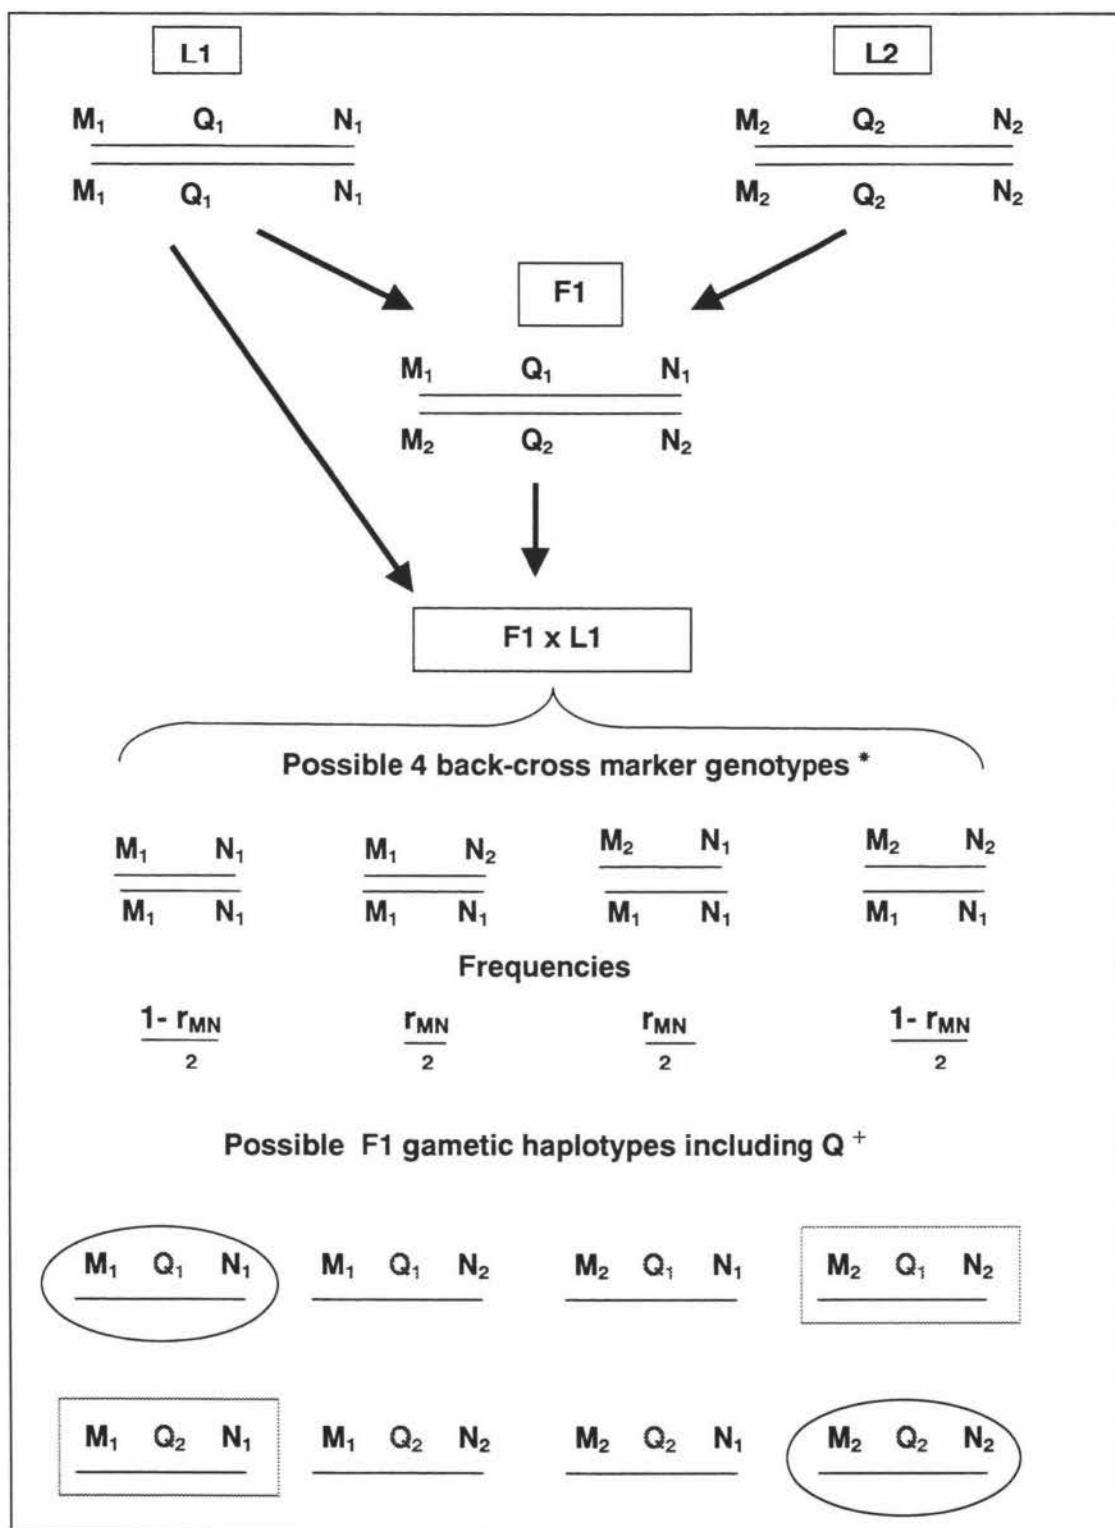 L1 L2
M₁ Q₁ N₁ M₂ Q₂ N₂
M₁ Q₁ N₁ M₂ Q₂ N₂
F1
M₁ Q₁ N₁
M₂ Q₂ N₂
F1 x L1
Possible 4 back-cross marker genotypes *
M₁ N₁ M₁ N₂ M₂ N₁ M₂ N₂
M₁ N₁ M₁ N₁ M₁ N₁ M₁ N₁
Frequencies
1- rMN rMN rMN 1- rMN
2 2 2 2
Possible F1 gametic haplotypes including Q +
M₁ Q₁ N₁ M₁ Q₁ N₂ M₂ Q₁ N₁ M₂ Q₁ N₂
M₁ Q₂ N₁ M₁ Q₂ N₂ M₂ Q₂ N₁ M₂ Q₂ N₂